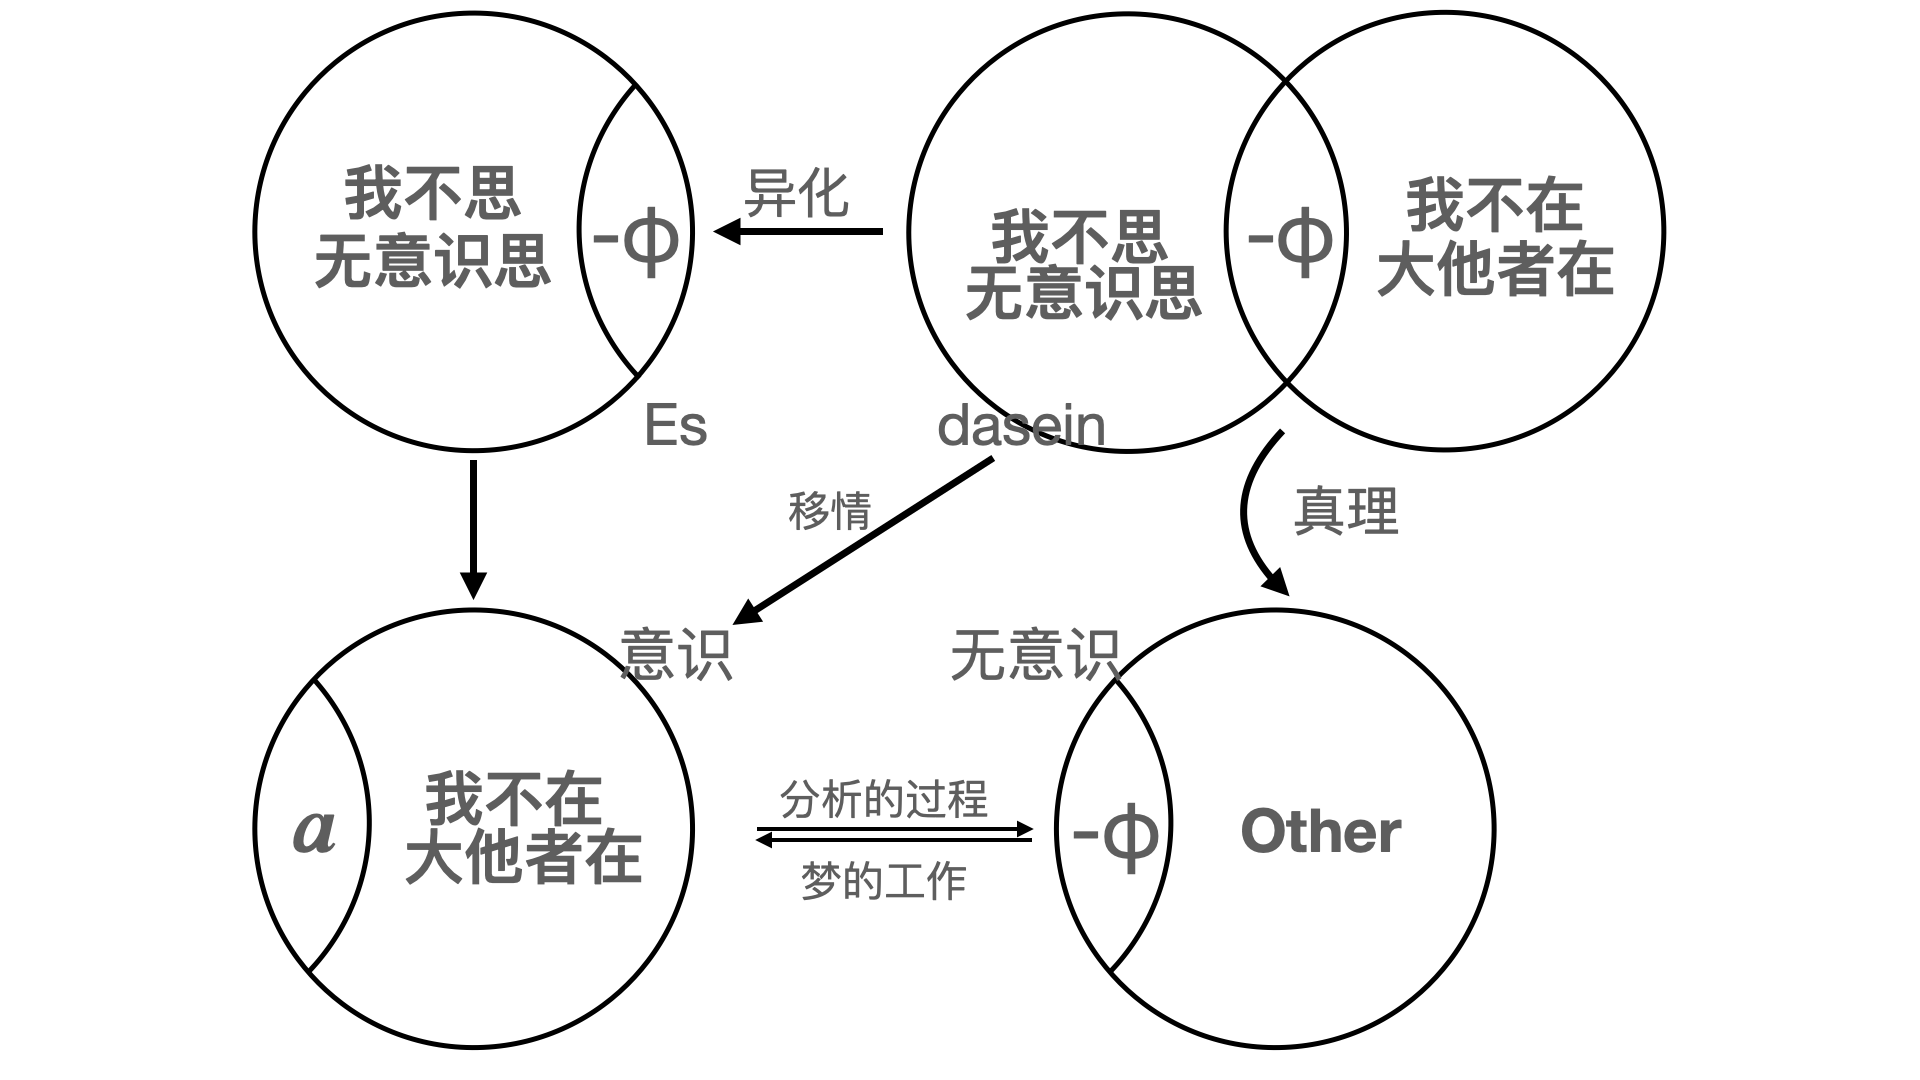 我不思
无意识思
-ϕ
Es
异化
我不思
无意识思
-ϕ
我不在
大他者在
dasein
移情
真理
意识
a
我不在
大他者在
分析的过程
梦的工作
无意识
-ϕ
Other